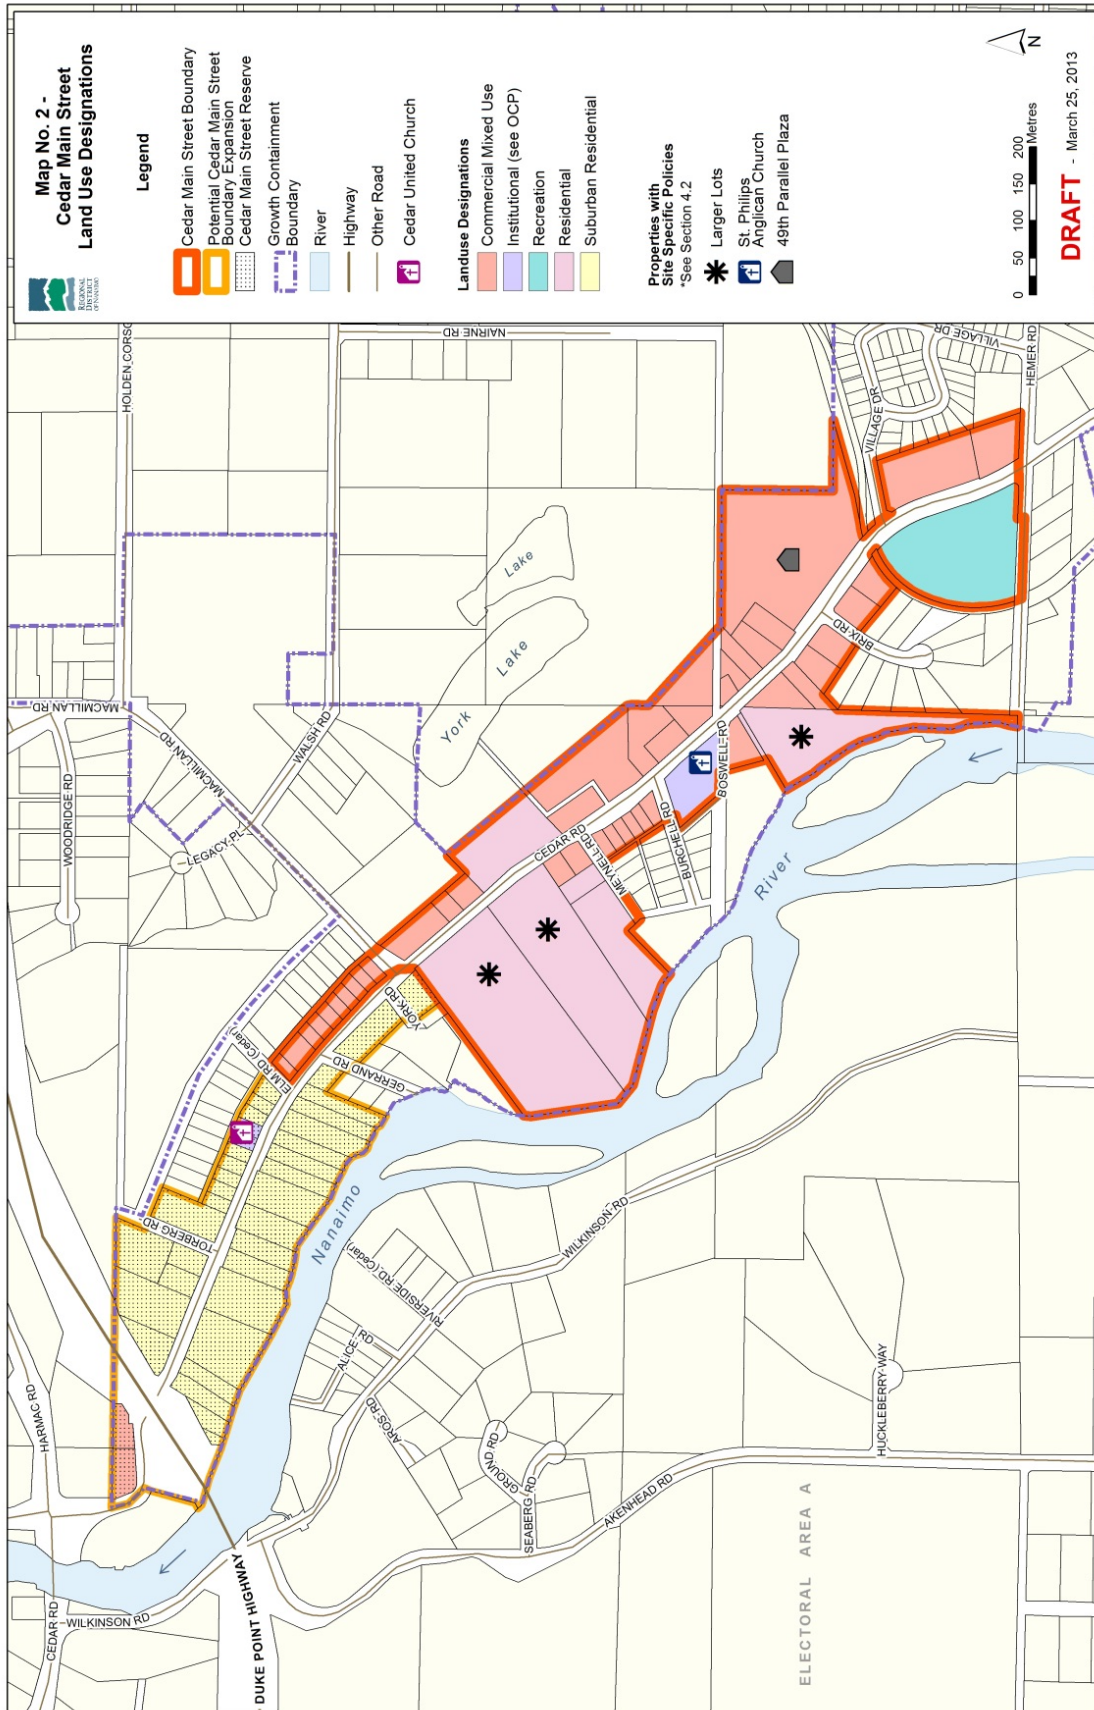 Map No. 2 -
Cedar Main Street
Land Use Designations
REGIONAL
DISTRICT
OF NANAIMO
Legend
Cedar Main Street Boundary
Potential Cedar Main Street
Boundary Expansion
Cedar Main Street Reserve
Growth Containment
Boundary
River
Highway
Other Road
Cedar United Church
Landuse Designations
Commercial Mixed Use
Institutional (see OCP)
Recreation
Residential
Suburban Residential
Properties with
Site Specific Policies
*See Section 4.2
Larger Lots
St. Philips
Anglican Church
49th Parallel Plaza
0 50 100 150 200
Metres
N
DRAFT - March 25, 2013
HOLDEN CORSO
NAIRNE RD
VILLAGE DR
VILLAGE DR
HEMER RD
Lake
York Lake
BRIX RD
MACMILLAN RD
MACMILLAN RD
WALSH RD
WOODRIDGE RD
LEGACY PL
CEDAR RD
BOSWELL RD
BURCHELL RD
MEYNELL RD
River
YORK RD
GERRAND RD
ELM RD (Cedar)
TORBERG RD
Nanaimo
WILKINSON RD
RIVERSIDE RD (Cedar)
ALICE RD
AROS RD
HARMAC RD
GROUND RD
SEABERG RD
AKENHEAD RD
HUCKLEBERRY WAY
ELECTORAL AREA A
CEDAR RD
WILKINSON RD
DUKE POINT HIGHWAY